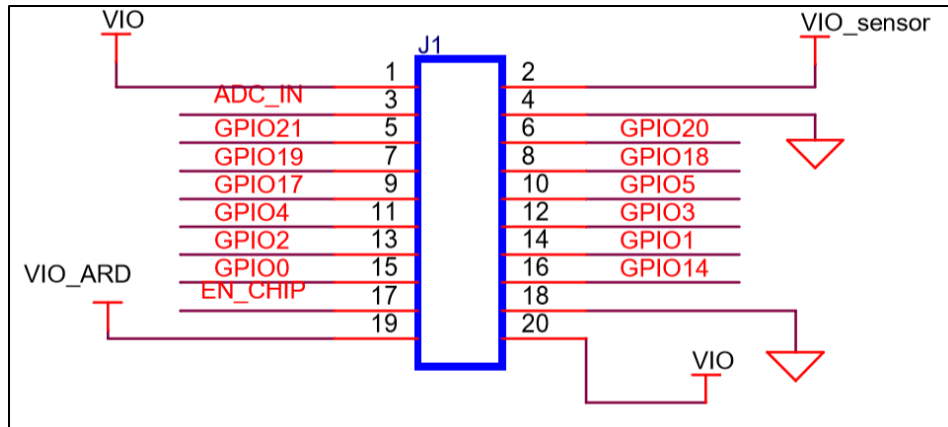 VIO
VIO_sensor
J1
1 2
ADC_IN 3 4
GPIO21 5 6 GPIO20
GPIO19 7 8 GPIO18
GPIO17 9 10 GPIO5
GPIO4 11 12 GPIO3
GPIO2 13 14 GPIO1
GPIO0 15 16 GPIO14
VIO_ARD
EN_CHIP 17 18
19 20
VIO